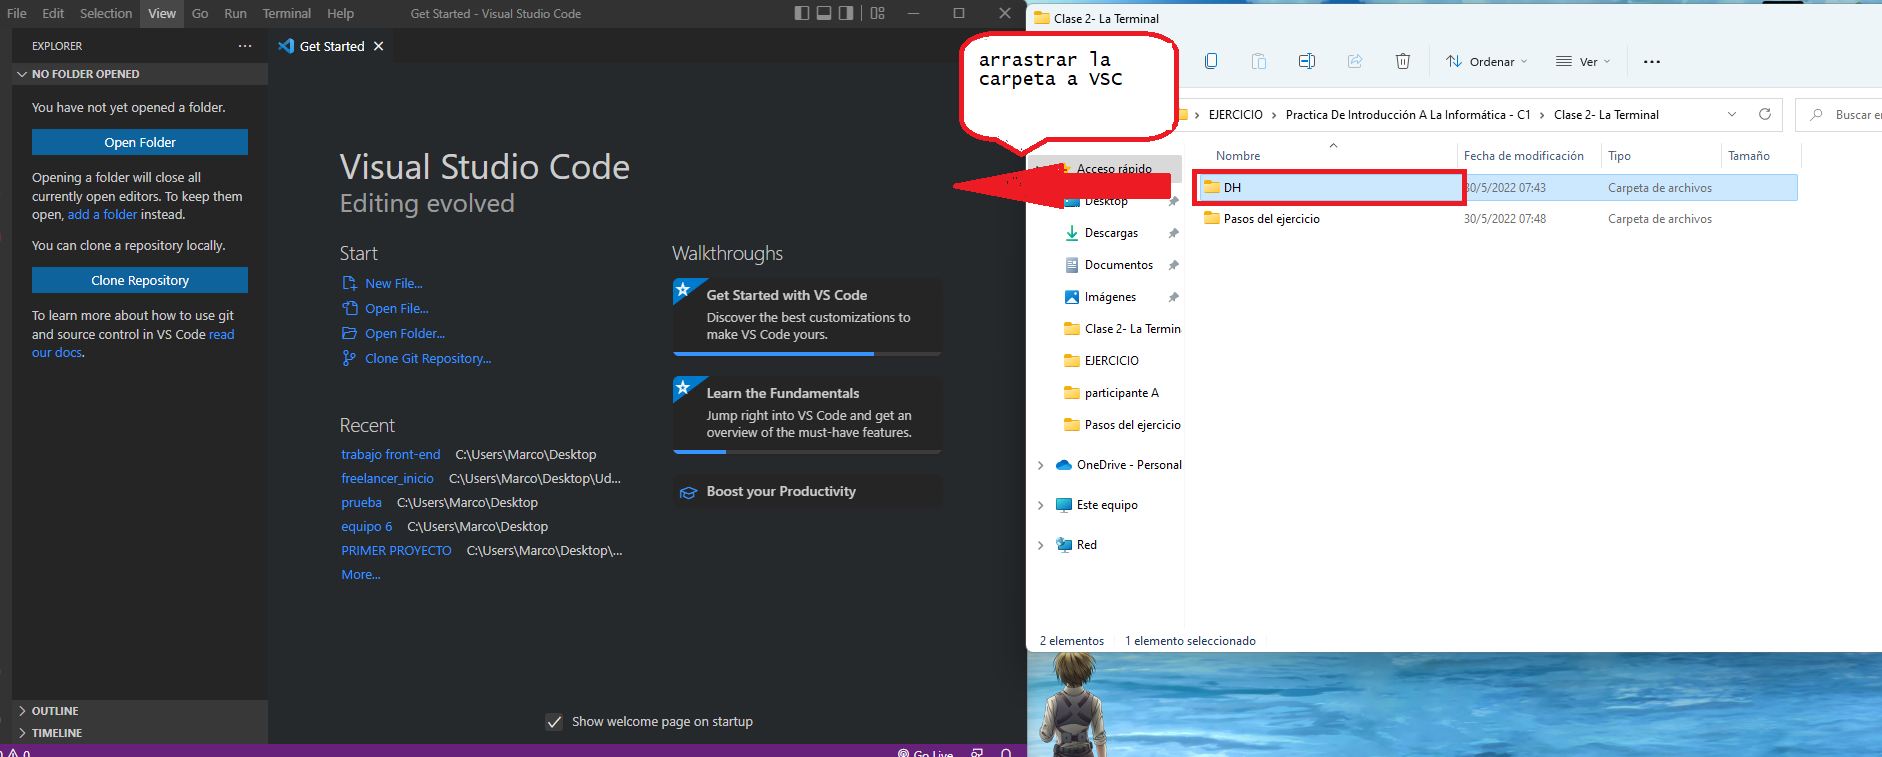 File Edit Selection View Go Run Terminal Help
Get Started - Visual Studio Code
EXPLORER
NO FOLDER OPENED
You have not yet opened a folder.
Open Folder
Opening a folder will close all
currently open editors. To keep them
open, add a folder instead.
You can clone a repository locally.
Clone Repository
To learn more about how to use git
and source control in VS Code read
our docs.
OUTLINE
TIMELINE
Get Started
Visual Studio Code
Editing evolved
Start
New File...
Open File...
Open Folder...
Clone Git Repository...
Recent
trabajo front-end C:\Users\Marco\Desktop
freelancer_inicio C:\Users\Marco\Desktop\Ud...
prueba C:\Users\Marco\Desktop
equipo 6 C:\Users\Marco\Desktop
PRIMER PROYECTO C:\Users\Marco\Desktop\...
More...
Walkthroughs
Get Started with VS Code
Discover the best customizations to
make VS Code yours.
Learn the Fundamentals
Jump right into VS Code and get an
overview of the must-have features.
Boost your Productivity
Show welcome page on startup
Go Live
arrastrar la
carpeta a VSC
Clase 2- La Terminal
Ordenar Ver
EJERCICIO > Practica De Introducción A La Informática - C1 > Clase 2- La Terminal
Buscar en
Nombre Fecha de modificación Tipo Tamaño
DH 30/5/2022 07:43 Carpeta de archivos
Pasos del ejercicio 30/5/2022 07:48 Carpeta de archivos
Acceso rápido
Desktop
Descargas
Documentos
Imágenes
Clase 2- La Termin
EJERCICIO
participante A
Pasos del ejercicio
OneDrive - Personal
Este equipo
Red
2 elementos 1 elemento seleccionado